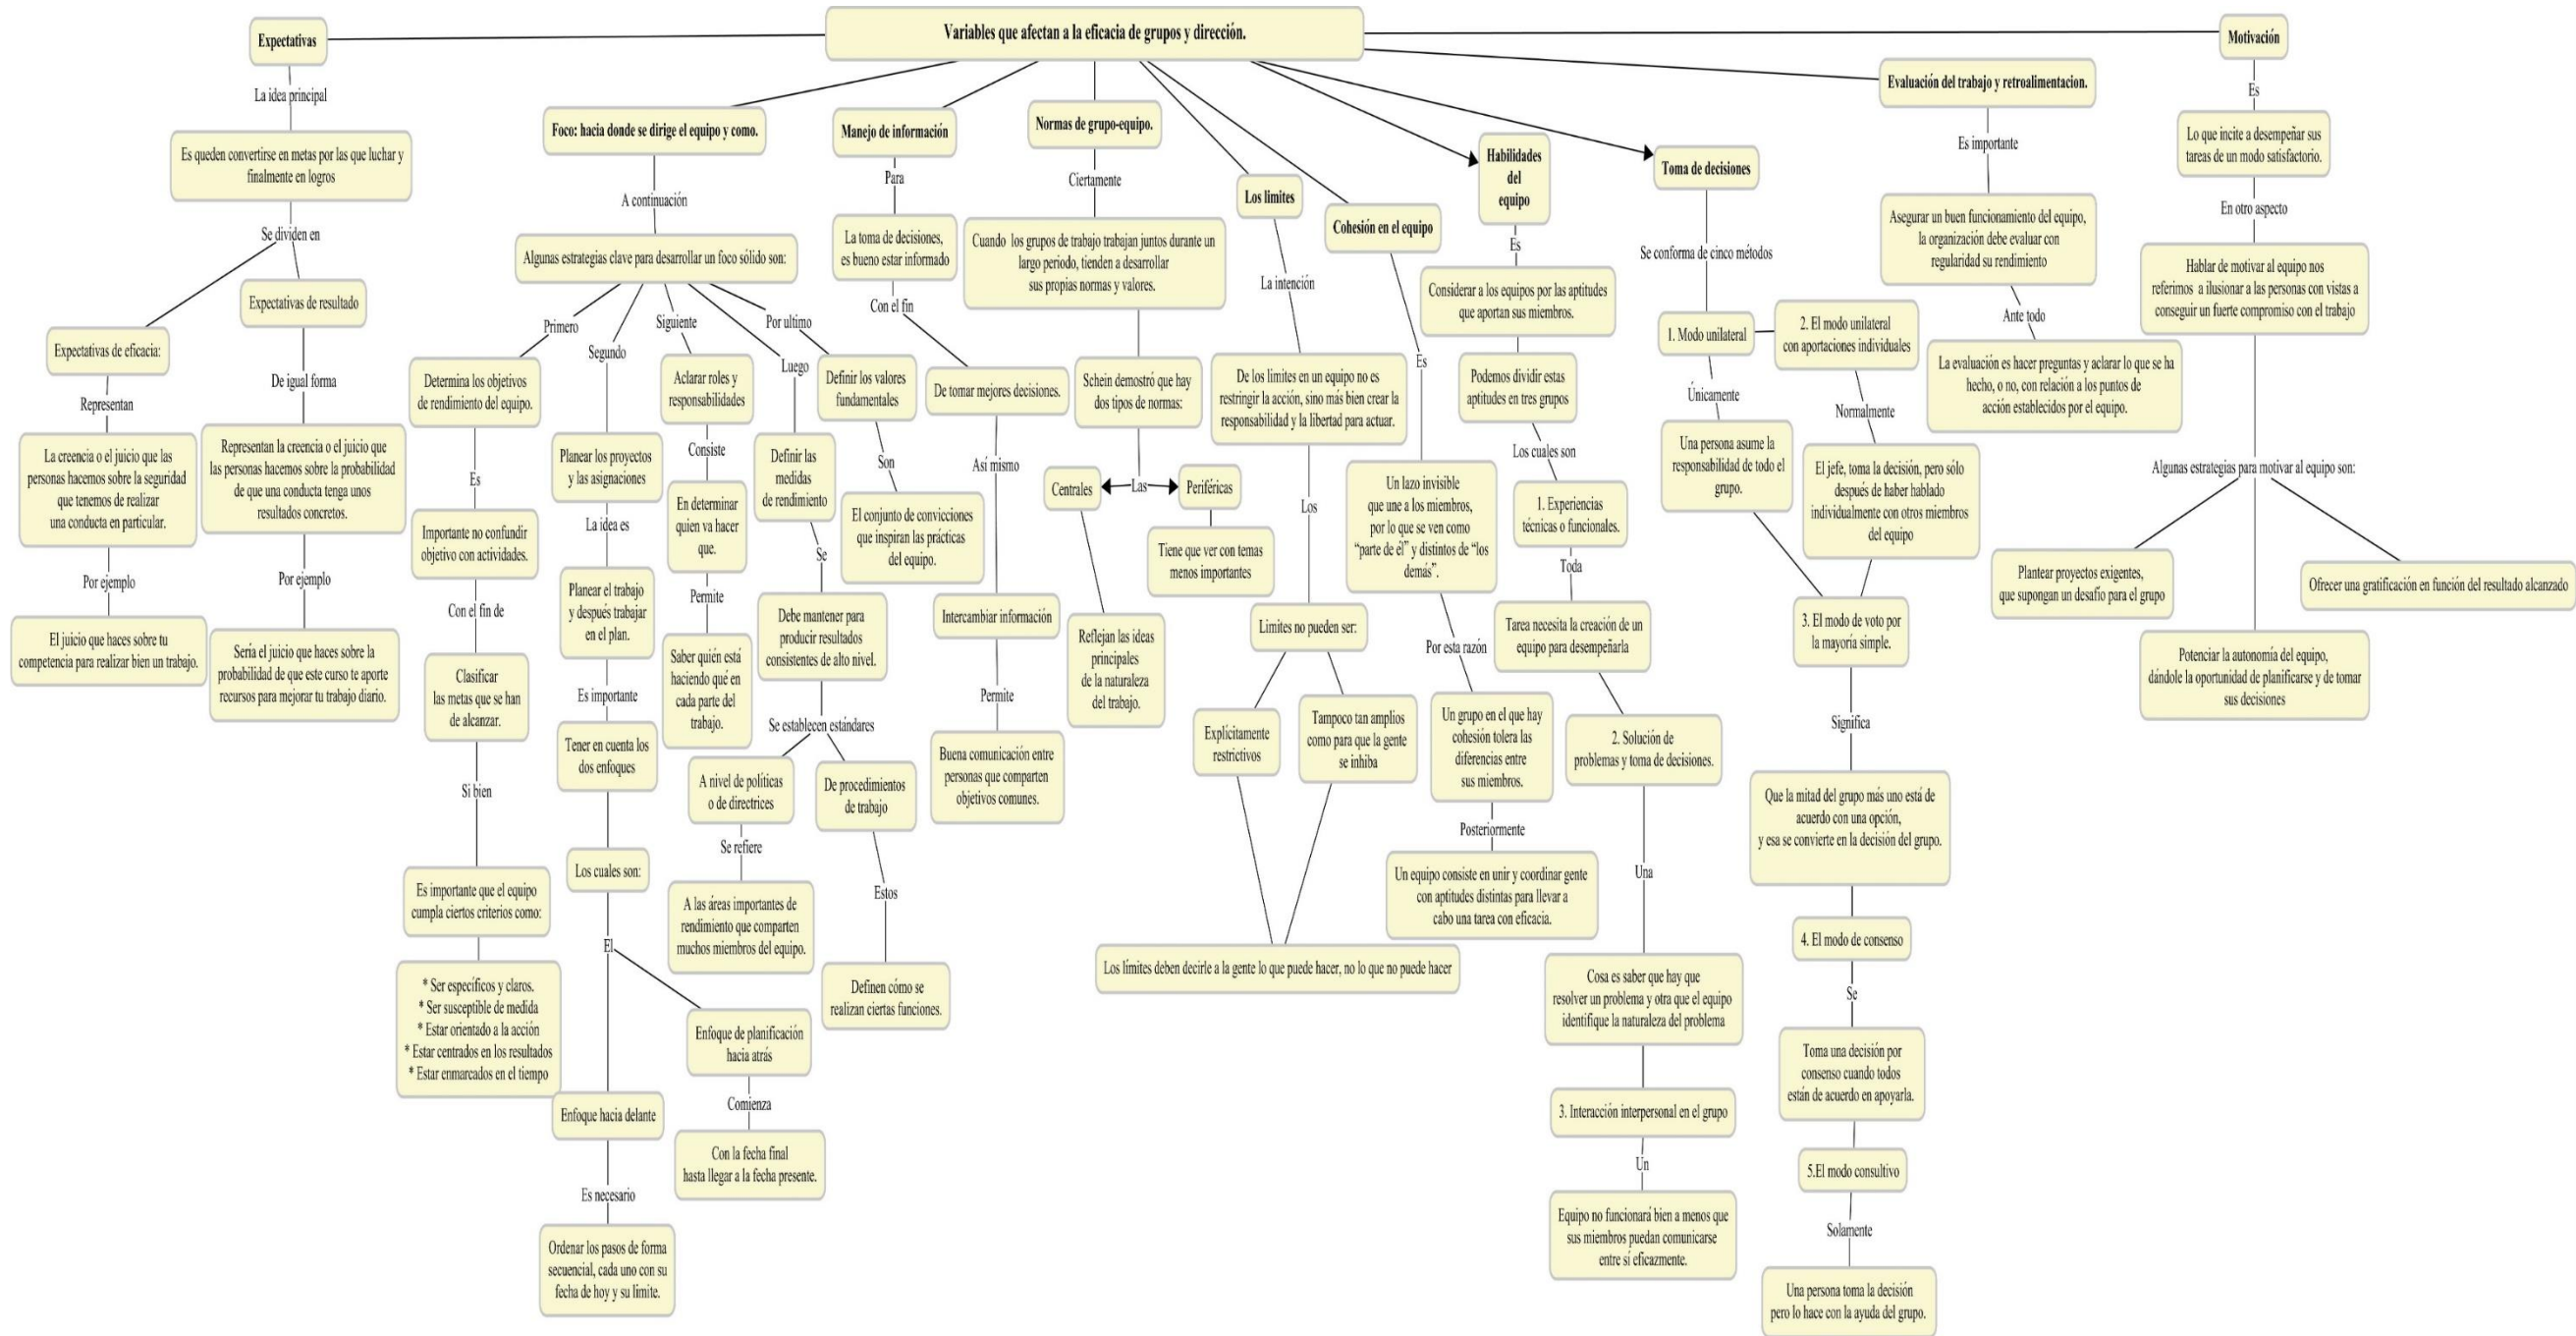 Variables que afectan a la eficacia de grupos y dirección.
Expectativas
La idea principal
Es queden convertirse en metas por las que luchar y
finalmente en logros
Se dividen en
Expectativas de eficacia:
Representan
La creencia o el juicio que las
personas hacemos sobre la seguridad
que tenemos de realizar
una conducta en particular.
Por ejemplo
El juicio que haces sobre tu
competencia para realizar bien un trabajo.
Expectativas de resultado
De igual forma
Representan la creencia o el juicio que
las personas hacemos sobre la probabilidad
de que una conducta tenga unos
resultados concretos.
Por ejemplo
Seria el juicio que haces sobre la
probabilidad de que este curso te aporte
recursos para mejorar tu trabajo diario.
Foco: hacia donde se dirige el equipo y como.
A continuación
Algunas estrategias clave para desarrollar un foco sólido son:
Primero
Determina los objetivos
de rendimiento del equipo.
Es
Importante no confundir
objetivo con actividades.
Con el fin de
Clasificar
las metas que se han
de alcanzar.
Si bien
Es importante que el equipo
cumpla ciertos criterios como:
* Ser específicos y claros.
* Ser susceptible de medida
* Estar orientado a la acción
* Estar centrados en los resultados
* Estar enmarcados en el tiempo
Segundo
Planear los proyectos
y las asignaciones
La idea es
Planear el trabajo
y después trabajar
en el plan.
Es importante
Tener en cuenta los
dos enfoques
Los cuales son:
El
Enfoque hacia delante
Es necesario
Ordenar los pasos de forma
secuencial, cada uno con su
fecha de hoy y su limite.
Enfoque de planificación
hacia atrás
Comienza
Con la fecha final
hasta llegar a la fecha presente.
Siguiente
Aclarar roles y
responsabilidades
Consiste
En determinar
quien va hacer
que.
Permite
Saber quién está
haciendo qué en
cada parte del
trabajo.
Luego
Definir las
medidas
de rendimiento
Se
Debe mantener para
producir resultados
consistentes de alto nivel.
Se establecen estándares
A nivel de políticas
o de directrices
Se refiere
A las áreas importantes de
rendimiento que comparten
muchos miembros del equipo.
De procedimientos
de trabajo
Estos
Definen cómo se
realizan ciertas funciones.
Por ultimo
Definir los valores
fundamentales
Son
El conjunto de convicciones
que inspiran las prácticas
del equipo.
Manejo de información
Para
La toma de decisiones,
es bueno estar informado
Con el fin
De tomar mejores decisiones.
Así mismo
Intercambiar información
Permite
Buena comunicación entre
personas que comparten
objetivos comunes.
Normas de grupo-equipo.
Ciertamente
Cuando los grupos de trabajo trabajan juntos durante un
largo periodo, tienden a desarrollar
sus propias normas y valores.
Schein demostró que hay
dos tipos de normas:
Las
Centrales
Reflejan las ideas
principales
de la naturaleza
del trabajo.
Periféricas
Tiene que ver con temas
menos importantes
Los limites
La intención
De los limites en un equipo no es
restringir la acción, sino más bien crear la
responsabilidad y la libertad para actuar.
Los
Limites no pueden ser:
Explícitamente
restrictivos
Tampoco tan amplios
como para que la gente
se inhiba
Los límites deben decirle a la gente lo que puede hacer, no lo que no puede hacer
Cohesión en el equipo
Es
Un lazo invisible
que une a los miembros,
por lo que se ven como
“parte de él” y distintos de “los
demás”.
Por esta razón
Un grupo en el que hay
cohesión tolera las
diferencias entre
sus miembros.
Posteriormente
Un equipo consiste en unir y coordinar gente
con aptitudes distintas para llevar a
cabo una tarea con eficacia.
Habilidades
del
equipo
Es
Considerar a los equipos por las aptitudes
que aportan sus miembros.
Podemos dividir estas
aptitudes en tres grupos
Los cuales son
1. Experiencias
técnicas o funcionales.
Toda
Tarea necesita la creación de un
equipo para desempeñarla
2. Solución de
problemas y toma de decisiones.
Una
Cosa es saber que hay que
resolver un problema y otra que el equipo
identifique la naturaleza del problema
3. Interacción interpersonal en el grupo
Un
Equipo no funcionará bien a menos que
sus miembros puedan comunicarse
entre sí eficazmente.
Toma de decisiones
Se conforma de cinco métodos
1. Modo unilateral
Únicamente
Una persona asume la
responsabilidad de todo el
grupo.
2. El modo unilateral
con aportaciones individuales
Normalmente
El jefe, toma la decisión, pero sólo
después de haber hablado
individualmente con otros miembros
del equipo
3. El modo de voto por
la mayoría simple.
Significa
Que la mitad del grupo más uno está de
acuerdo con una opción,
y esa se convierte en la decisión del grupo.
4. El modo de consenso
Se
Toma una decisión por
consenso cuando todos
están de acuerdo en apoyarla.
5.El modo consultivo
Solamente
Una persona toma la decisión
pero lo hace con la ayuda del grupo.
Evaluación del trabajo y retroalimentacion.
Es importante
Asegurar un buen funcionamiento del equipo,
la organización debe evaluar con
regularidad su rendimiento
Ante todo
La evaluación es hacer preguntas y aclarar lo que se ha
hecho, o no, con relación a los puntos de
acción establecidos por el equipo.
Motivación
Es
Lo que incite a desempeñar sus
tareas de un modo satisfactorio.
En otro aspecto
Hablar de motivar al equipo nos
referimos a ilusionar a las personas con vistas a
conseguir un fuerte compromiso con el trabajo
Algunas estrategias para motivar al equipo son:
Plantear proyectos exigentes,
que supongan un desafío para el grupo
Potenciar la autonomía del equipo,
dándole la oportunidad de planificarse y de tomar
sus decisiones
Ofrecer una gratificación en función del resultado alcanzado